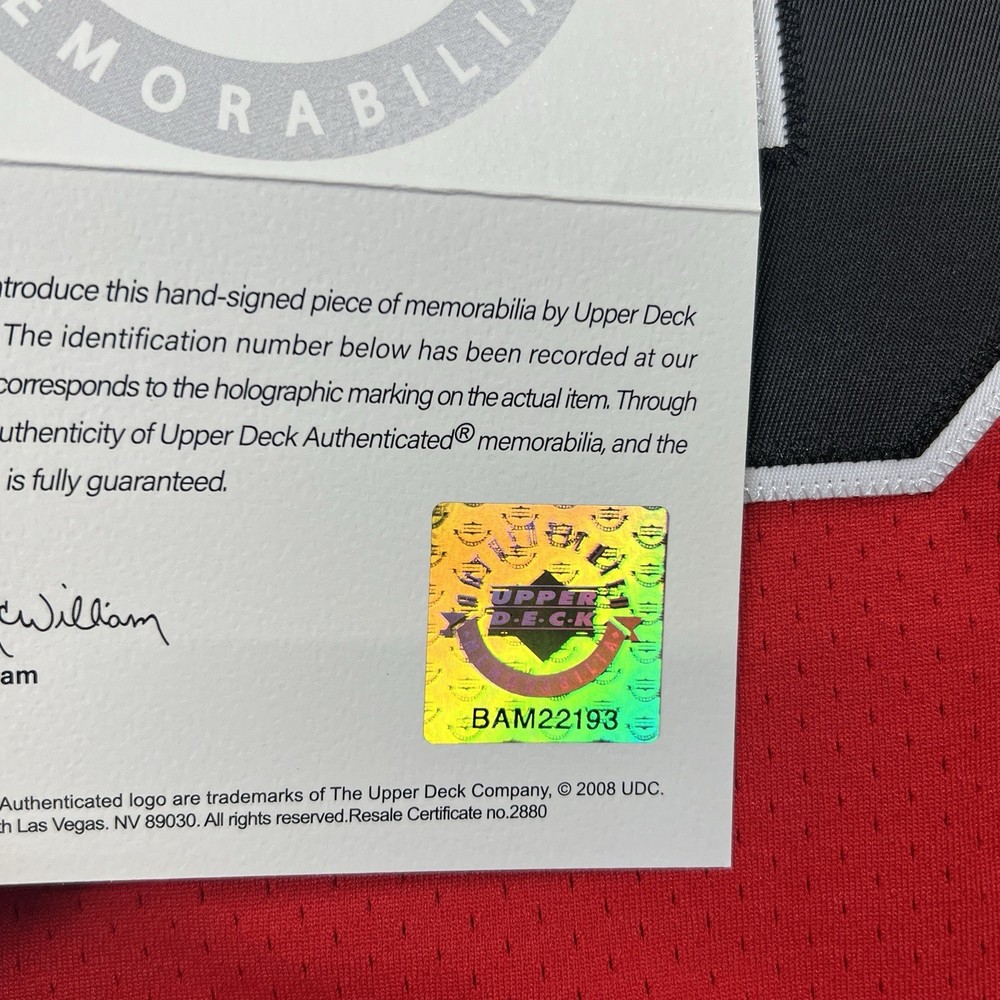 EMORABILI
ntroduce this hand-signed piece of memorabilia by Upper Deck
The identification number below has been recorded at our
corresponds to the holographic marking on the actual item. Through
uthenticity of Upper Deck Authenticated® memorabilia, and the
is fully guaranteed.
cWilliam
am
UPPER
D·E·C·K
BAM22193
Authenticated logo are trademarks of The Upper Deck Company, © 2008 UDC.
h Las Vegas. NV 89030. All rights reserved.Resale Certificate no.2880